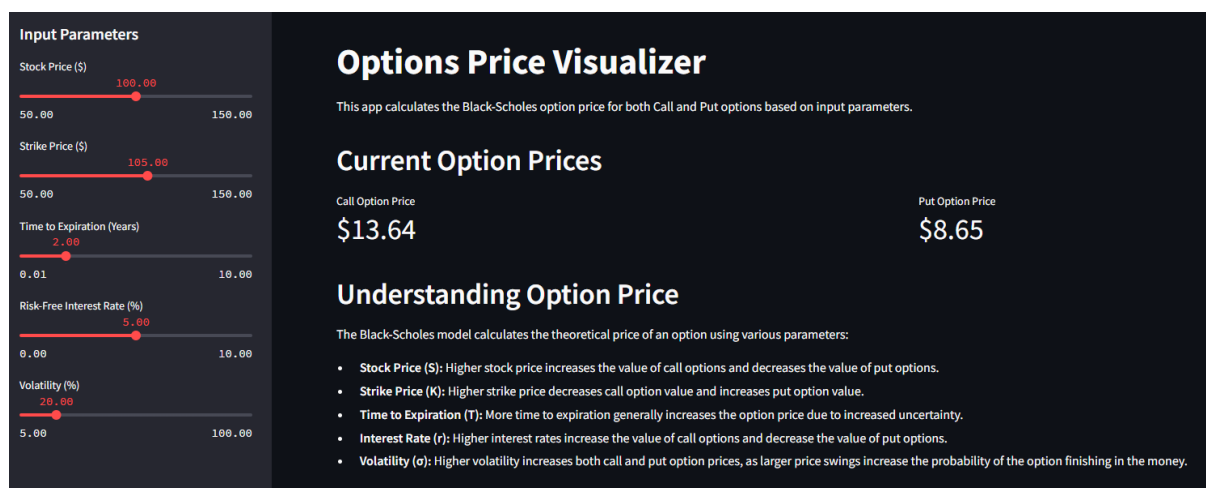 Input Parameters
Stock Price ($)
100.00
50.00 150.00
Strike Price ($)
105.00
50.00 150.00
Time to Expiration (Years)
2.00
0.01 10.00
Risk-Free Interest Rate (%)
5.00
0.00 10.00
Volatility (%)
20.00
5.00 100.00
Options Price Visualizer
This app calculates the Black-Scholes option price for both Call and Put options based on input parameters.
Current Option Prices
Call Option Price Put Option Price
$13.64 $8.65
Understanding Option Price
The Black-Scholes model calculates the theoretical price of an option using various parameters:
• Stock Price (S): Higher stock price increases the value of call options and decreases the value of put options.
• Strike Price (K): Higher strike price decreases call option value and increases put option value.
• Time to Expiration (T): More time to expiration generally increases the option price due to increased uncertainty.
• Interest Rate (r): Higher interest rates increase the value of call options and decrease the value of put options.
• Volatility (σ): Higher volatility increases both call and put option prices, as larger price swings increase the probability of the option finishing in the money.